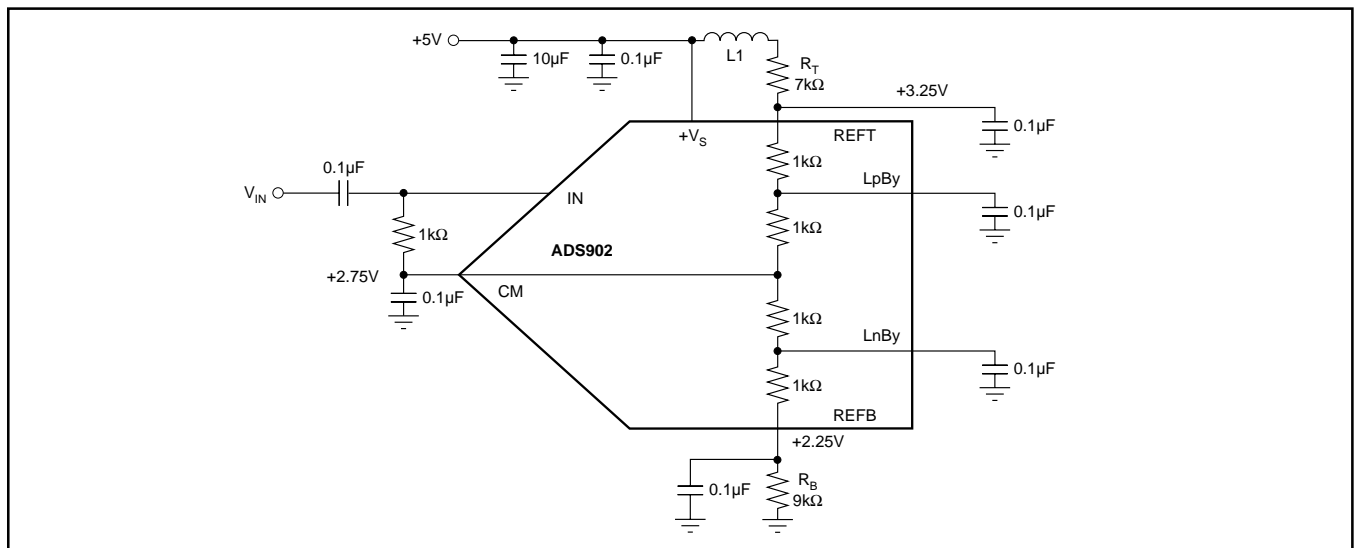 +5V
10µF
0.1µF
L1
R_T
7kΩ
+3.25V
0.1µF
+V_S
REFT
1kΩ
0.1µF
V_IN
IN
LpBy
0.1µF
1kΩ
1kΩ
ADS902
+2.75V
0.1µF
CM
1kΩ
LnBy
0.1µF
1kΩ
REFB
+2.25V
0.1µF
R_B
9kΩ